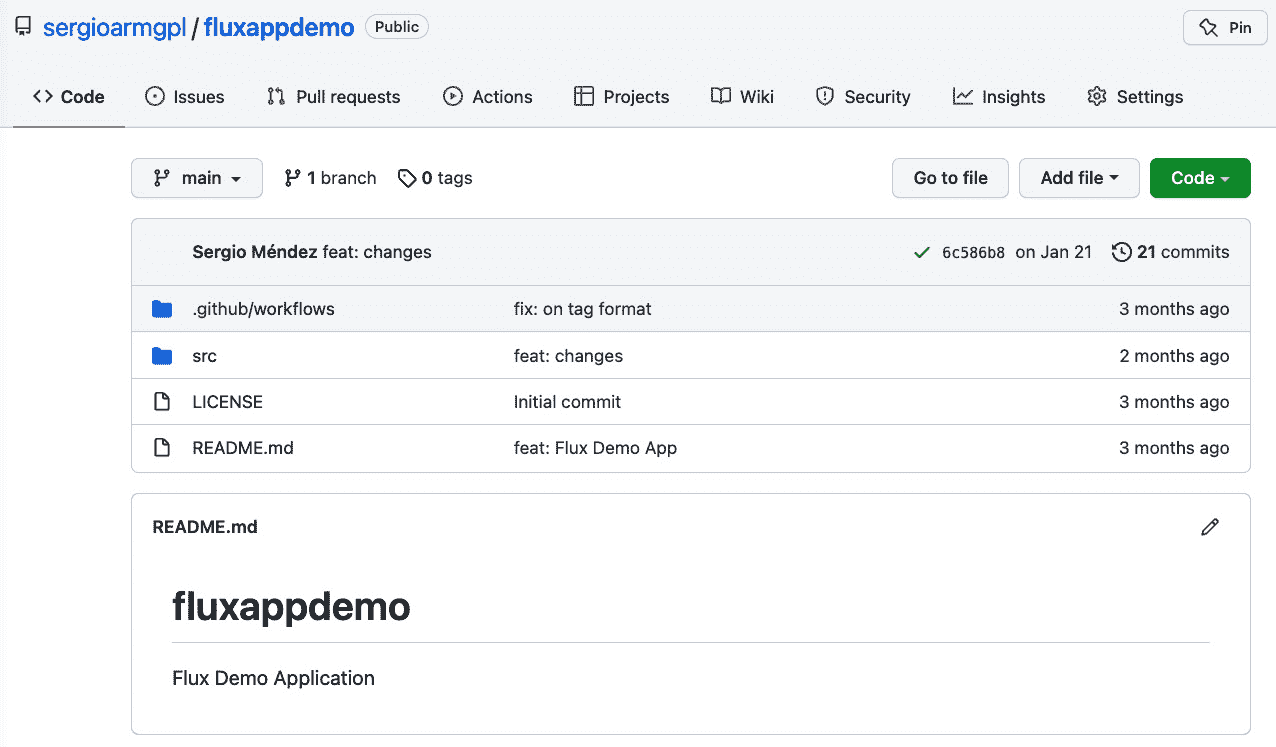 sergioarmgpl / fluxappdemo Public Pin
Code Issues Pull requests Actions Projects Wiki Security Insights Settings
main 1 branch 0 tags Go to file Add file Code
Sergio Méndez feat: changes 6c586b8 on Jan 21 21 commits
.github/workflows fix: on tag format 3 months ago
src feat: changes 2 months ago
LICENSE Initial commit 3 months ago
README.md feat: Flux Demo App 3 months ago
README.md
fluxappdemo
Flux Demo Application